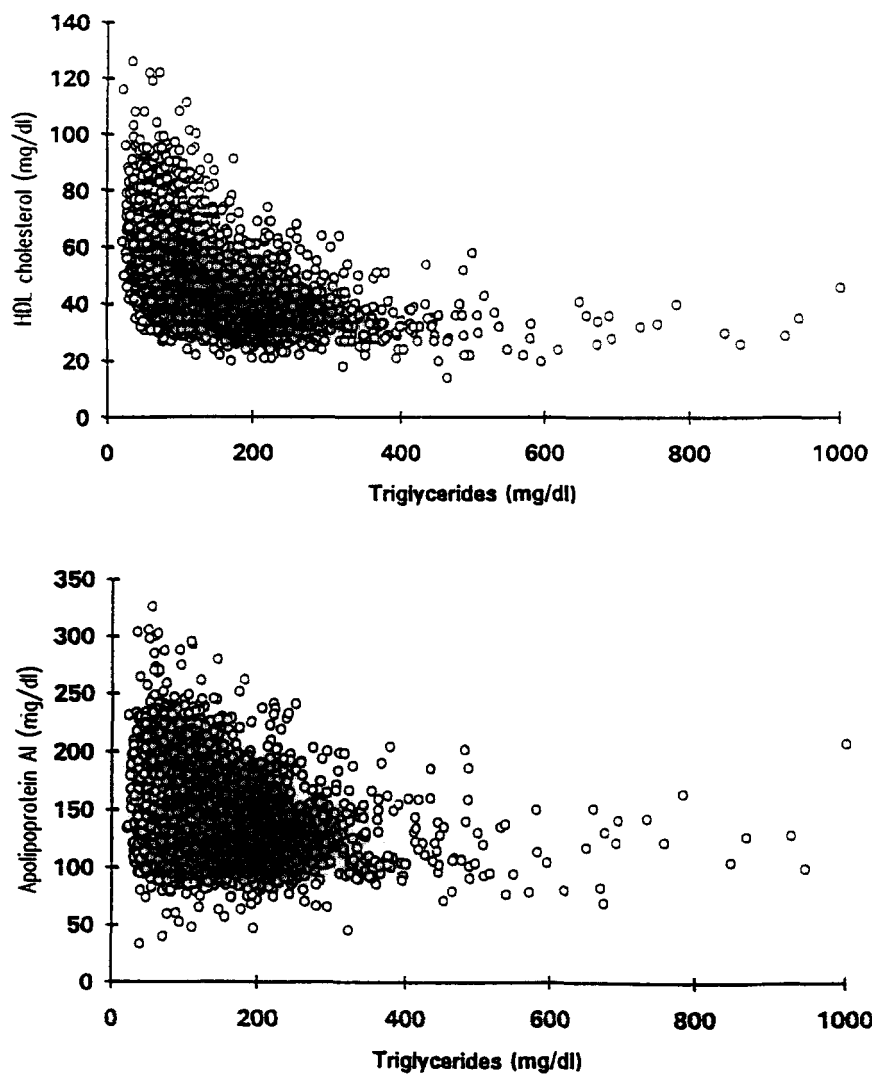 140
120
100
80
60
40
20
0
HDL cholesterol (mg/dl)
0 200 400 600 800 1000
Triglycerides (mg/dl)
350
300
250
200
150
100
50
0
Apolipoprotein AI (mg/dl)
0 200 400 600 800 1000
Triglycerides (mg/dl)